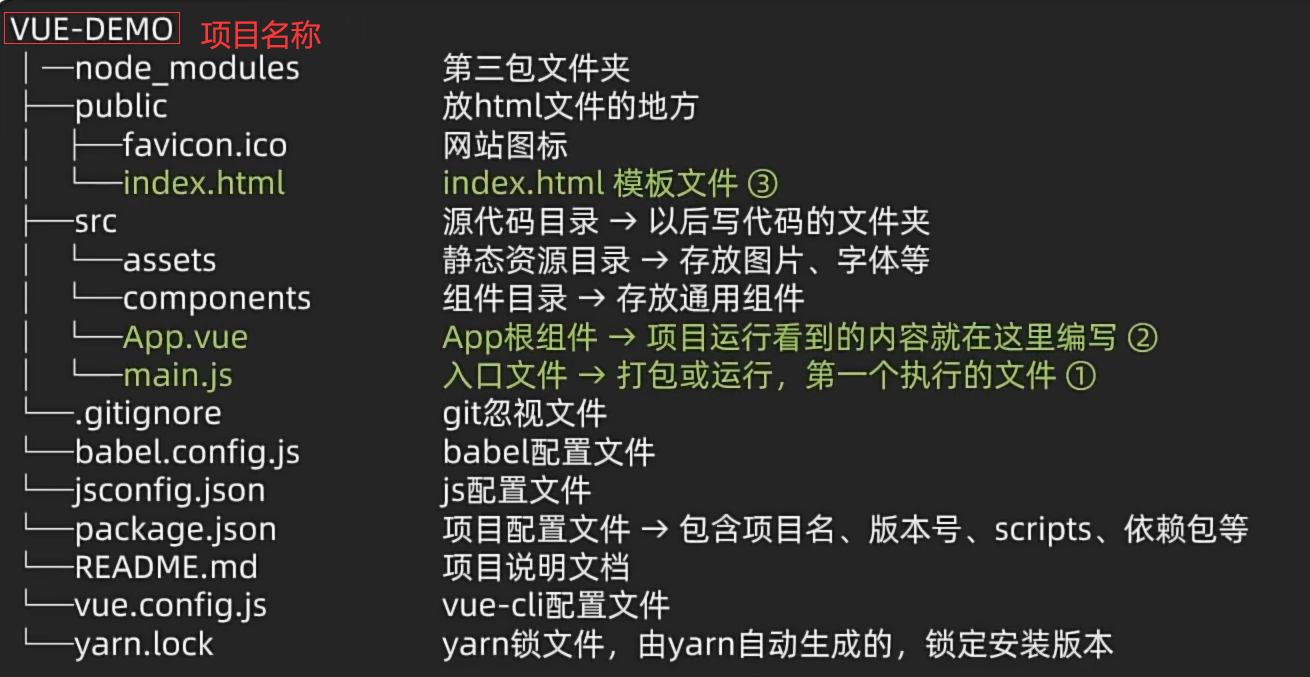 VUE-DEMO 项目名称
│ ─node_modules 第三包文件夹
├──public 放html文件的地方
│ ├──favicon.ico 网站图标
│ └──index.html index.html 模板文件 ③
├──src 源代码目录 → 以后写代码的文件夹
│ └──assets 静态资源目录 → 存放图片、字体等
│ └──components 组件目录 → 存放通用组件
│ └──App.vue App根组件 → 项目运行看到的内容就在这里编写 ②
│ └──main.js 入口文件 → 打包或运行，第一个执行的文件 ①
└──.gitignore git忽视文件
└──babel.config.js babel配置文件
└──jsconfig.json js配置文件
└──package.json 项目配置文件 → 包含项目名、版本号、scripts、依赖包等
└──README.md 项目说明文档
└──vue.config.js vue-cli配置文件
└──yarn.lock yarn锁文件，由yarn自动生成的，锁定安装版本